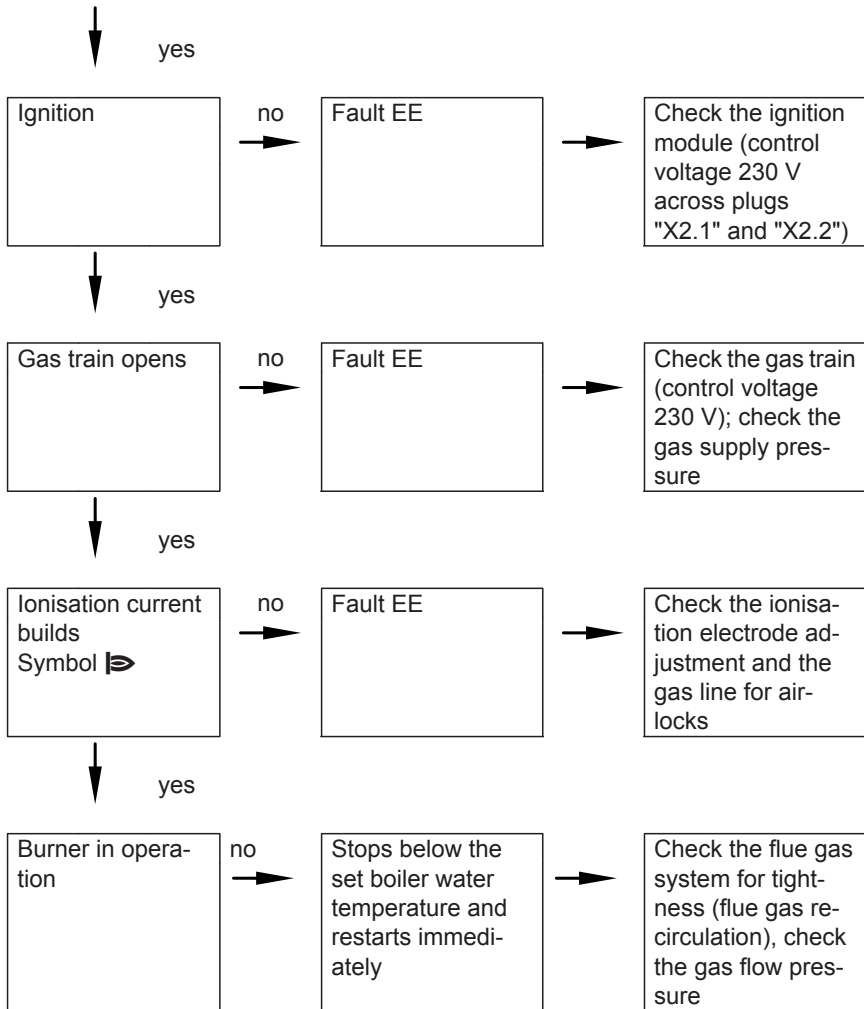 yes
Ignition
no
Fault EE
Check the ignition
module (control
voltage 230 V
across plugs
"X2.1" and "X2.2")
yes
Gas train opens
no
Fault EE
Check the gas train
(control voltage
230 V); check the
gas supply pres-
sure
yes
Ionisation current
builds
Symbol
no
Fault EE
Check the ionisa-
tion electrode ad-
justment and the
gas line for air-
locks
yes
Burner in opera-
tion
no
Stops below the
set boiler water
temperature and
restarts immedi-
ately
Check the flue gas
system for tight-
ness (flue gas re-
circulation), check
the gas flow pres-
sure